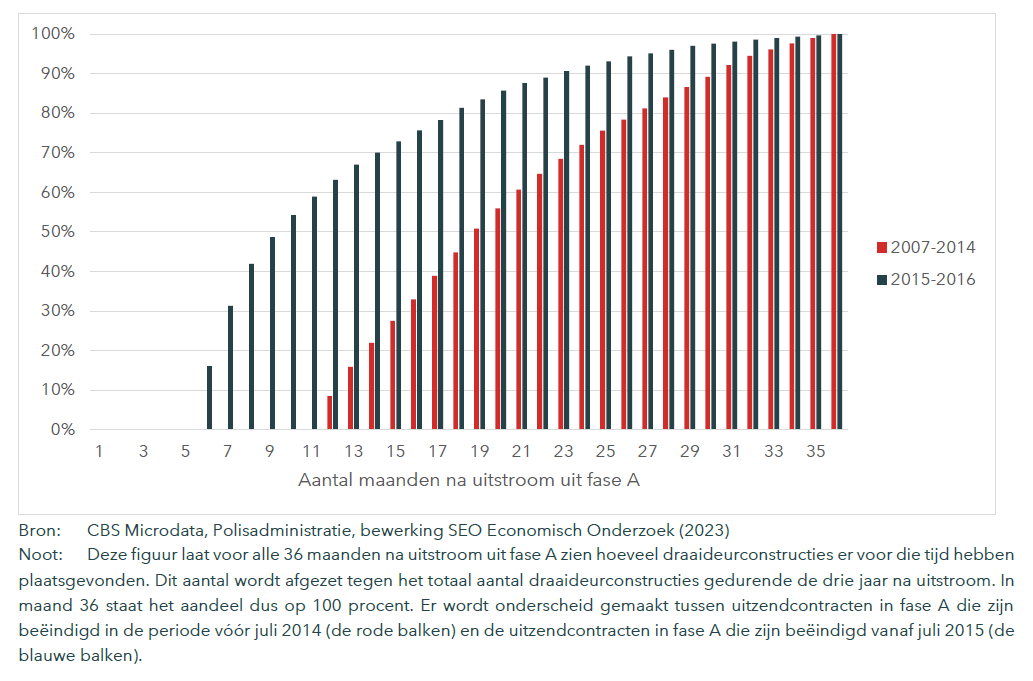 100%
90%
80%
70%
60%
50%
40%
30%
20%
10%
0%
1 3 5 7 9 11 13 15 17 19 21 23 25 27 29 31 33 35
Aantal maanden na uitstroom uit fase A
2007-2014
2015-2016
Bron: CBS Microdata, Polisadministratie, bewerking SEO Economisch Onderzoek (2023)
Noot: Deze figuur laat voor alle 36 maanden na uitstroom uit fase A zien hoeveel draaideurconstructies er voor die tijd hebben
plaatsgevonden. Dit aantal wordt afgezet tegen het totaal aantal draaideurconstructies gedurende de drie jaar na uitstroom. In
maand 36 staat het aandeel dus op 100 procent. Er wordt onderscheid gemaakt tussen uitzendcontracten in fase A die zijn
beëindigd in de periode vóór juli 2014 (de rode balken) en de uitzendcontracten in fase A die zijn beëindigd vanaf juli 2015 (de
blauwe balken).